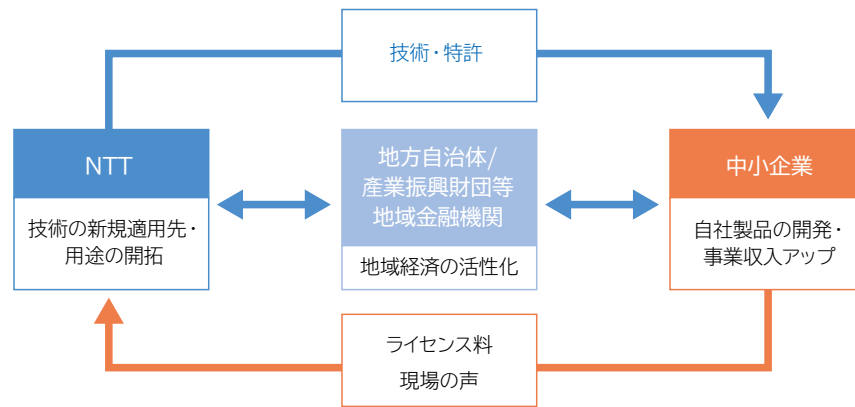 技術・特許
NTT
技術の新規適用先・
用途の開拓
地方自治体/
産業振興財団等
地域金融機関
地域経済の活性化
中小企業
自社製品の開発・
事業収入アップ
ライセンス料
現場の声